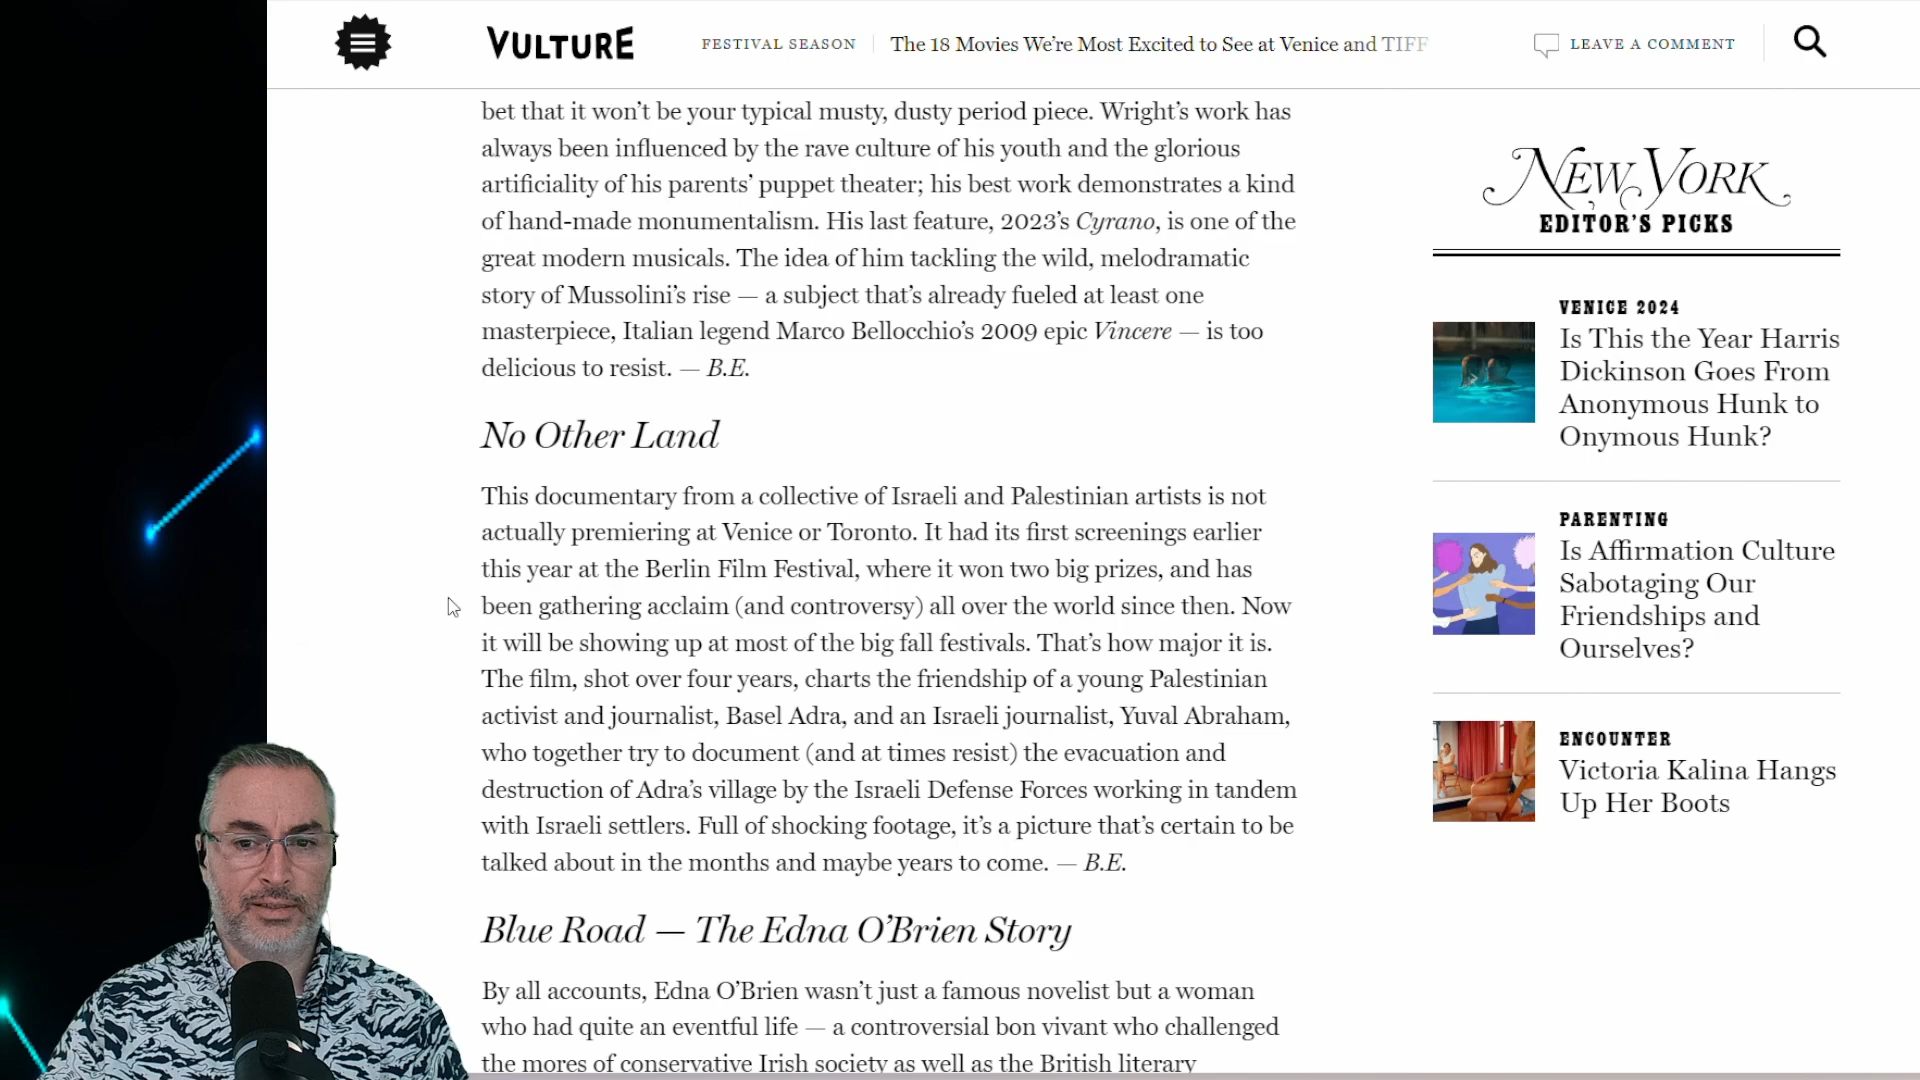 VULTURE
FESTIVAL SEASON
The 18 Movies We're Most Excited to See at Venice and TIFF
LEAVE A COMMENT
bet that it won't be your typical musty, dusty period piece. Wright's work has
always been influenced by the rave culture of his youth and the glorious
artificiality of his parents' puppet theater; his best work demonstrates a kind
of hand-made monumentalism. His last feature, 2023's Cyrano, is one of the
great modern musicals. The idea of him tackling the wild, melodramatic
story of Mussolini's rise — a subject that's already fueled at least one
masterpiece, Italian legend Marco Bellocchio's 2009 epic Vincere — is too
delicious to resist. — B.E.
No Other Land
This documentary from a collective of Israeli and Palestinian artists is not
actually premiering at Venice or Toronto. It had its first screenings earlier
this year at the Berlin Film Festival, where it won two big prizes, and has
been gathering acclaim (and controversy) all over the world since then. Now
it will be showing up at most of the big fall festivals. That's how major it is.
The film, shot over four years, charts the friendship of a young Palestinian
activist and journalist, Basel Adra, and an Israeli journalist, Yuval Abraham,
who together try to document (and at times resist) the evacuation and
destruction of Adra's village by the Israeli Defense Forces working in tandem
with Israeli settlers. Full of shocking footage, it's a picture that's certain to be
talked about in the months and maybe years to come. — B.E.
Blue Road — The Edna O'Brien Story
By all accounts, Edna O'Brien wasn't just a famous novelist but a woman
who had quite an eventful life — a controversial bon vivant who challenged
the mores of conservative Irish society as well as the British literary
NEW YORK
EDITOR'S PICKS
VENICE 2024
Is This the Year Harris
Dickinson Goes From
Anonymous Hunk to
Onymous Hunk?
PARENTING
Is Affirmation Culture
Sabotaging Our
Friendships and
Ourselves?
ENCOUNTER
Victoria Kalina Hangs
Up Her Boots